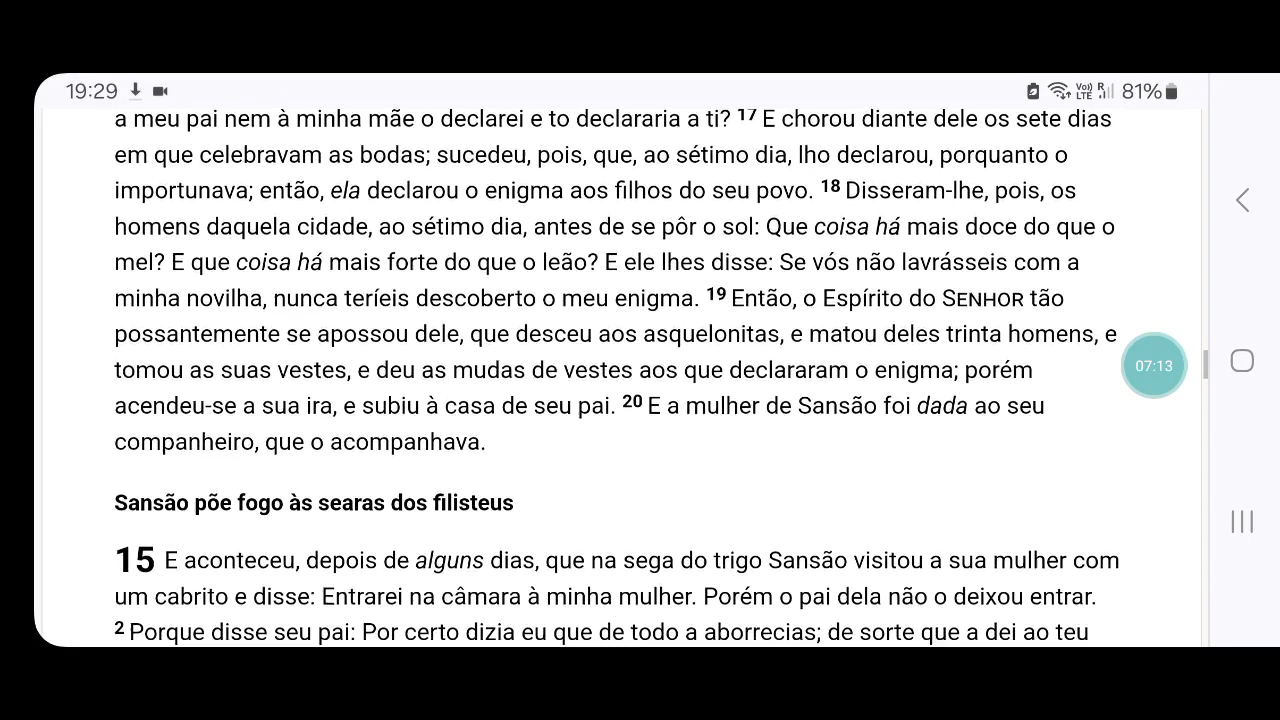 19:29
Vo)) LTE R 81%
a meu pai nem à minha mãe o declarei e to declararia a ti? 17 E chorou diante dele os sete dias
em que celebravam as bodas; sucedeu, pois, que, ao sétimo dia, lho declarou, porquanto o
importunava; então, ela declarou o enigma aos filhos do seu povo. 18 Disseram-lhe, pois, os
homens daquela cidade, ao sétimo dia, antes de se pôr o sol: Que coisa há mais doce do que o
mel? E que coisa há mais forte do que o leão? E ele lhes disse: Se vós não lavrásseis com a
minha novilha, nunca teríeis descoberto o meu enigma. 19 Então, o Espírito do SENHOR tão
possantemente se apossou dele, que desceu aos asquelonitas, e matou deles trinta homens, e
tomou as suas vestes, e deu as mudas de vestes aos que declararam o enigma; porém
acendeu-se a sua ira, e subiu à casa de seu pai. 20 E a mulher de Sansão foi dada ao seu
companheiro, que o acompanhava.
07:13
Sansão põe fogo às searas dos filisteus
15 E aconteceu, depois de alguns dias, que na sega do trigo Sansão visitou a sua mulher com
um cabrito e disse: Entrarei na câmara à minha mulher. Porém o pai dela não o deixou entrar.
2 Porque disse seu pai: Por certo dizia eu que de todo a aborrecias; de sorte que a dei ao teu